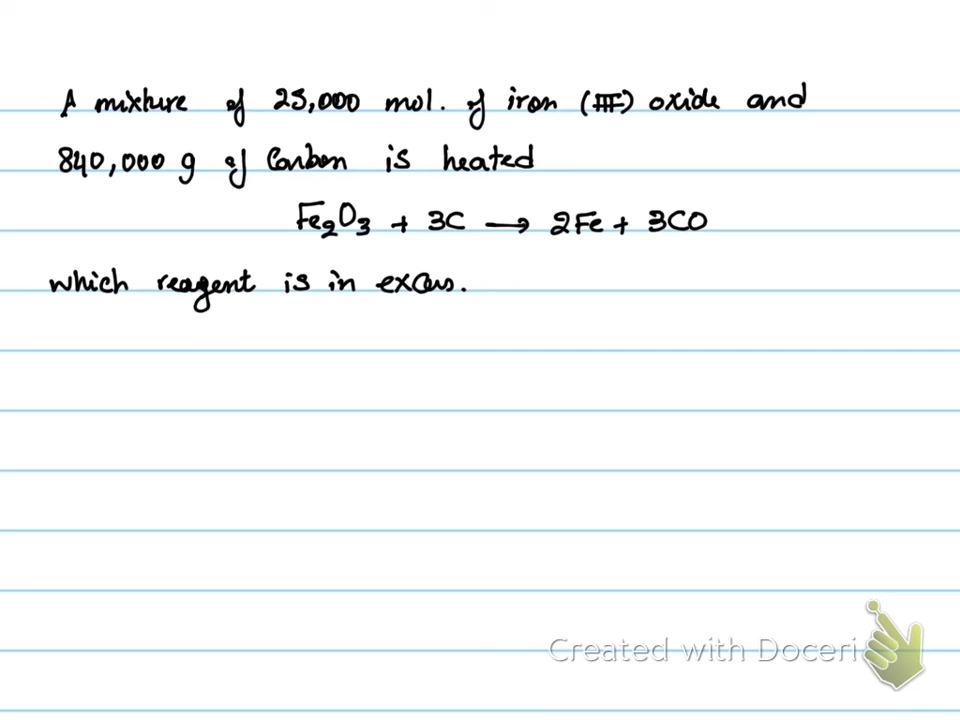 A mixture of 25,000 mol. of iron (III) oxide and
840,000 g of Carbon is heated
Fe₂O₃ + 3C → 2Fe + 3CO
which reagent is in excess.
Created with Doceri